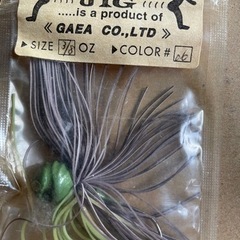 JIG
.....is a product of
《 GAEA CO.,LTD 》
▷ SIZE 3/8 OZ ▷ COLOR #